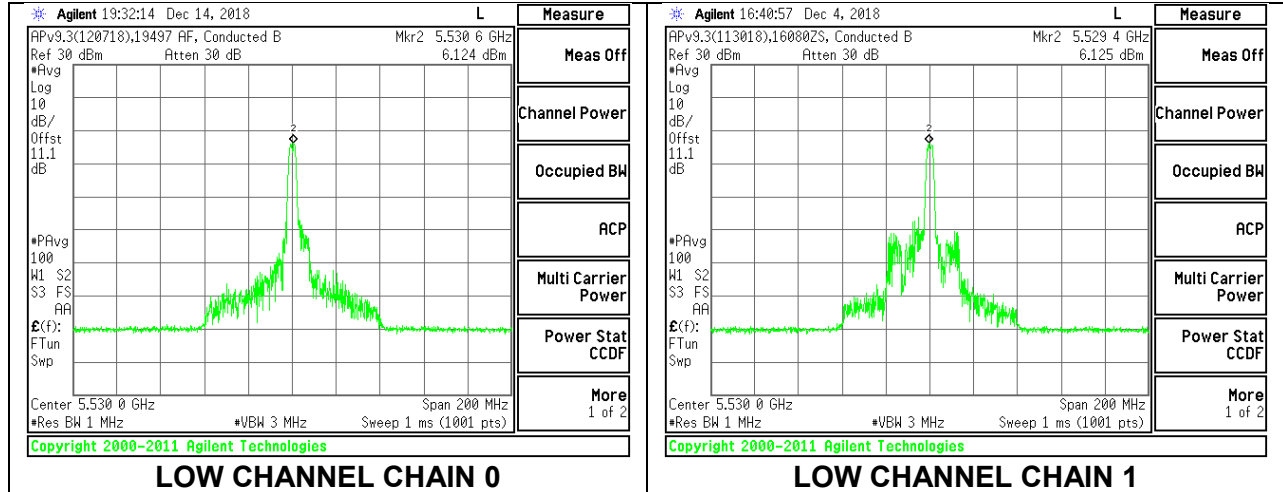 Agilent 19:32:14 Dec 14, 2018 L Measure
APv9.3(120718),19497 AF, Conducted B Mkr2 5.530 6 GHz
Ref 30 dBm Atten 30 dB 6.124 dBm
Meas Off
#Avg
Log
10
dB/
Offst
11.1
dB
2
Channel Power
Occupied BW
ACP
#PAvg
100
W1 S2
S3 FS
AA
Multi Carrier
Power
£(f):
FTun
Swp
Power Stat
CCDF
More
1 of 2
Center 5.530 0 GHz Span 200 MHz
#Res BW 1 MHz #VBW 3 MHz Sweep 1 ms (1001 pts)
Copyright 2000-2011 Agilent Technologies
LOW CHANNEL CHAIN 0
Agilent 16:40:57 Dec 4, 2018 L Measure
APv9.3(113018),16080ZS, Conducted B Mkr2 5.529 4 GHz
Ref 30 dBm Atten 30 dB 6.125 dBm
Meas Off
#Avg
Log
10
dB/
Offst
11.1
dB
2
Channel Power
Occupied BW
ACP
#PAvg
100
W1 S2
S3 FS
AA
Multi Carrier
Power
£(f):
FTun
Swp
Power Stat
CCDF
More
1 of 2
Center 5.530 0 GHz Span 200 MHz
#Res BW 1 MHz #VBW 3 MHz Sweep 1 ms (1001 pts)
Copyright 2000-2011 Agilent Technologies
LOW CHANNEL CHAIN 1